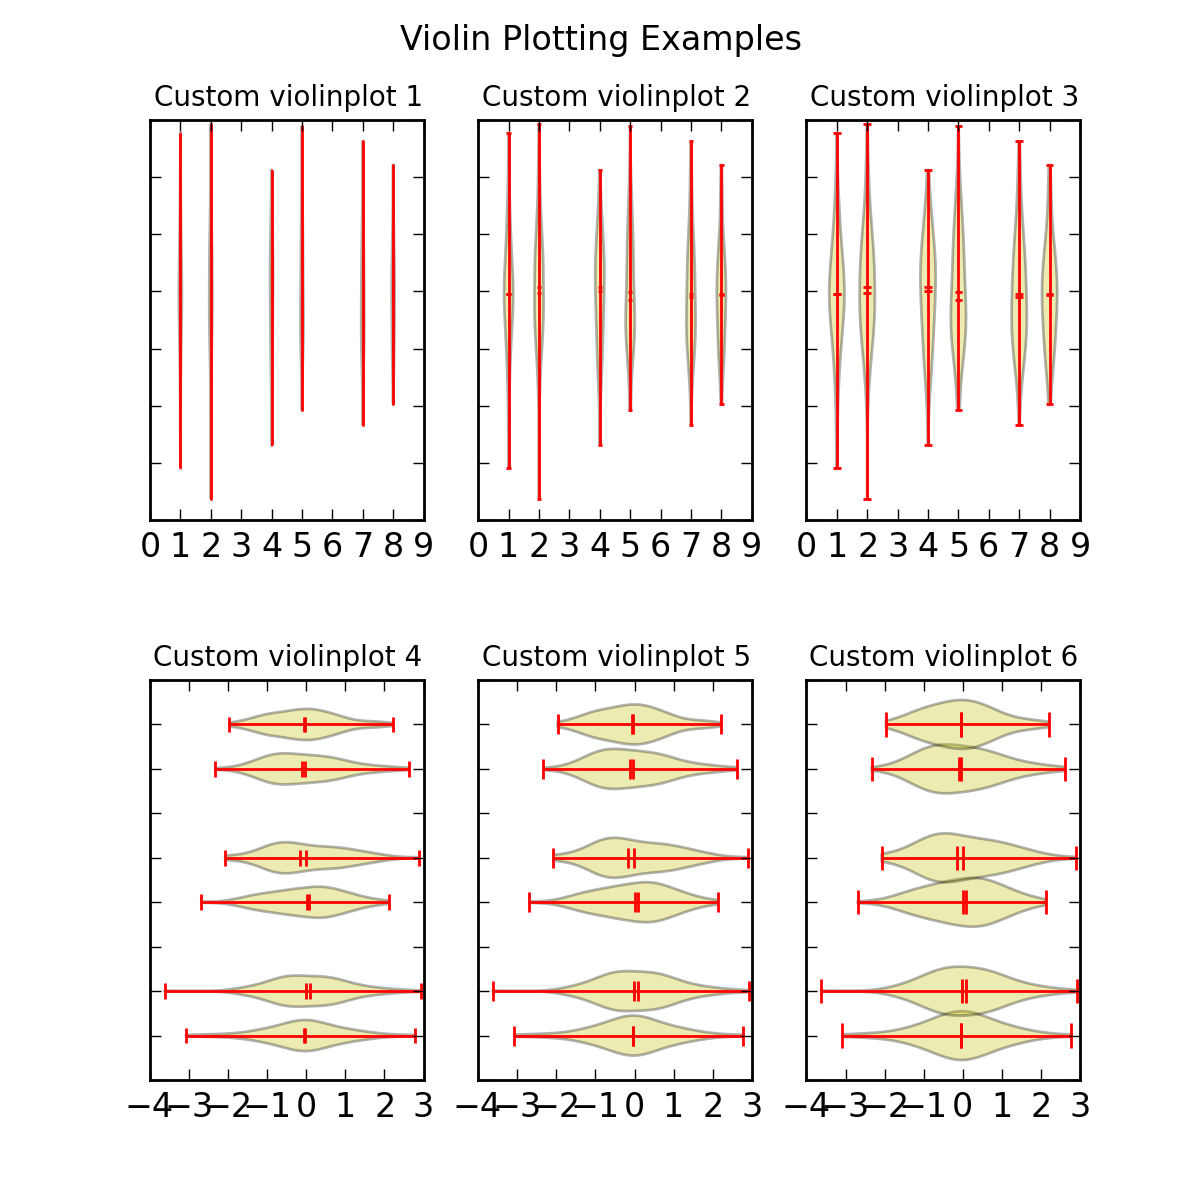 Violin Plotting Examples
Custom violinplot 1 Custom violinplot 2 Custom violinplot 3
0 1 2 3 4 5 6 7 8 9 0 1 2 3 4 5 6 7 8 9 0 1 2 3 4 5 6 7 8 9
Custom violinplot 4 Custom violinplot 5 Custom violinplot 6
−4 −3 −2 −1 0 1 2 3 −4 −3 −2 −1 0 1 2 3 −4 −3 −2 −1 0 1 2 3